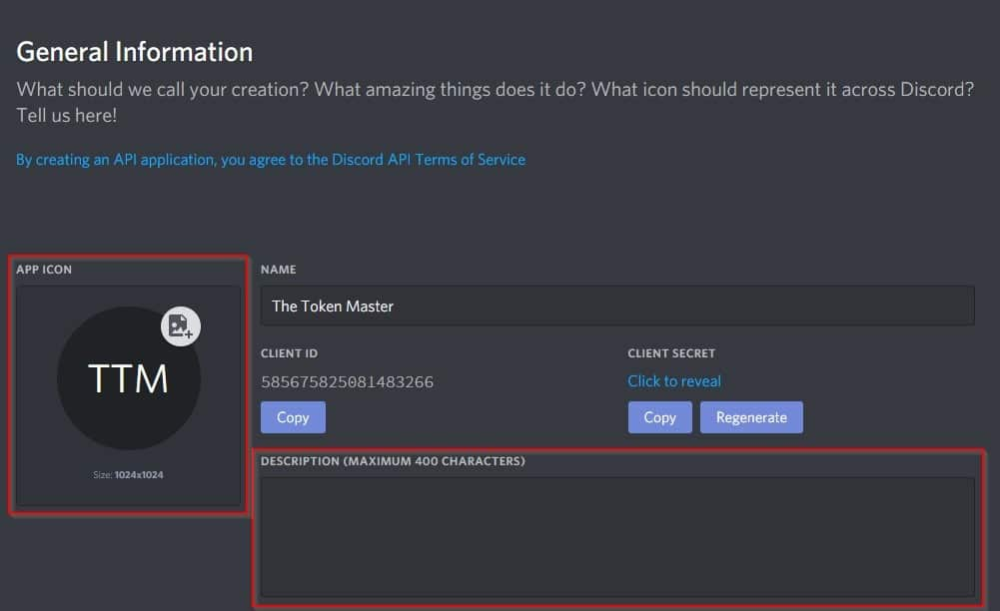 General Information
What should we call your creation? What amazing things does it do? What icon should represent it across Discord?
Tell us here!
By creating an API application, you agree to the Discord API Terms of Service
APP ICON
TTM
Size: 1024x1024
NAME
The Token Master
CLIENT ID
585675825081483266
Copy
CLIENT SECRET
Click to reveal
Copy
Regenerate
DESCRIPTION (MAXIMUM 400 CHARACTERS)